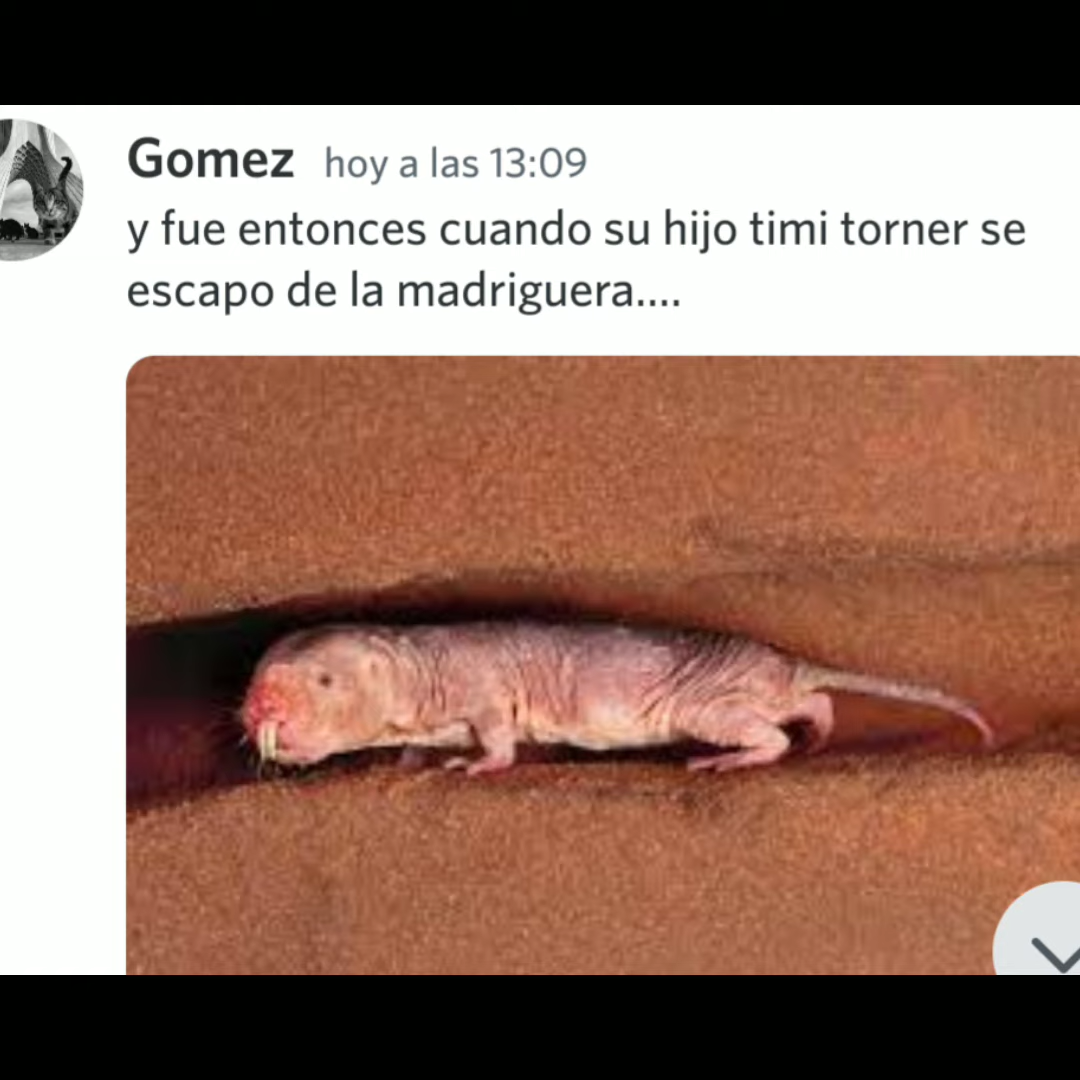 Gomez hoy a las 13:09
y fue entonces cuando su hijo timi torner se
escapo de la madriguera....